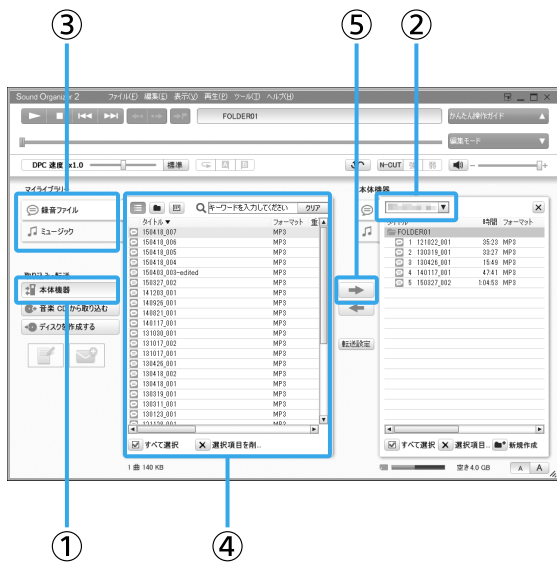 ③ ⑤ ②
Sound Organizer 2 ファイル(F) 編集(E) 表示(V) 再生(P) ツール(T) ヘルプ(H)
FOLDER01 かんたん操作ガイド
編集モード
DPC 速度 x1.0 標準 N-CUT
マイライブラリ 本体機器
録音ファイル
ミュージック
キーワードを入力してください クリア
タイトル▼ フォーマット
150418_007 MP3
150418_006 MP3
150418_005 MP3
150418_004 MP3
150403_003-edited MP3
150327_002 MP3
141203_001 MP3
140926_001 MP3
140821_001 MP3
140117_001 MP3
131030_001 MP3
131017_002 MP3
131017_001 MP3
130426_001 MP3
130418_002 MP3
130418_001 MP3
130319_001 MP3
130311_001 MP3
130123_001 MP3
すべて選択 選択項目を削..
1 曲 140 KB
取り込み・転送
本体機器
音楽 CD から取り込む
ディスクを作成する
転送設定
タイトル 時間 フォーマット
FOLDER01
1 121022_001 35:23 MP3
2 130319_001 33:27 MP3
3 130426_001 15:49 MP3
4 140117_001 47:41 MP3
5 150327_002 1:04:53 MP3
すべて選択 選択項目.. 新規作成
空き4.0 GB A A
① ④